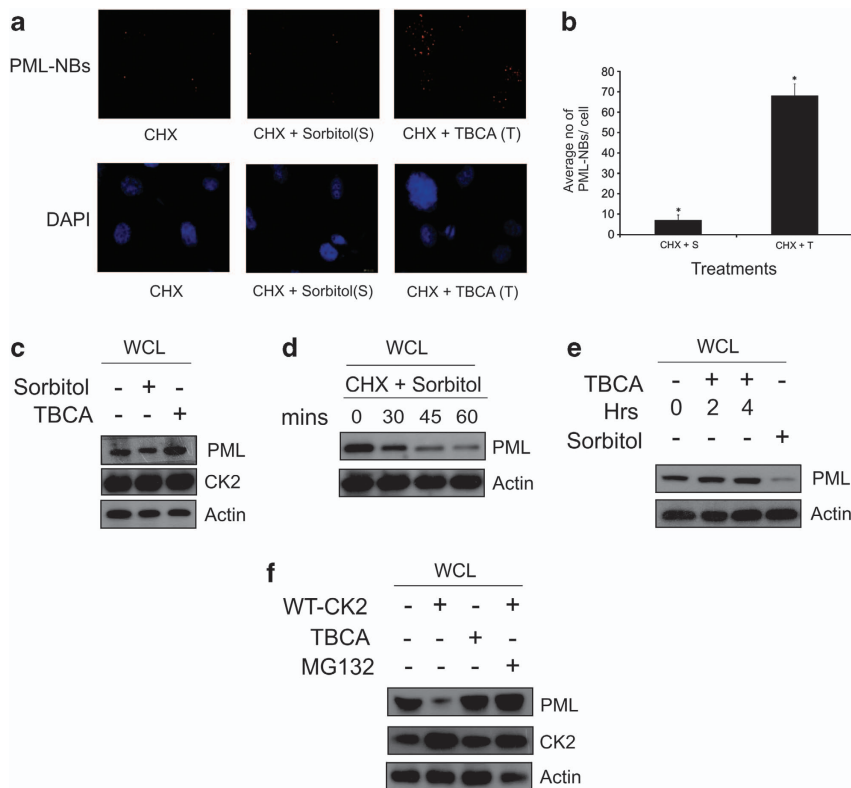 a
PML-NBs
CHX
CHX + Sorbitol(S)
CHX + TBCA (T)
DAPI
CHX
CHX + Sorbitol(S)
CHX + TBCA (T)
b
Average no of
PML-NBs/ cell
80
70
60
50
40
30
20
10
0
*
*
CHX + S
CHX + T
Treatments
c
WCL
Sorbitol - + -
TBCA - - +
PML
CK2
Actin
d
WCL
CHX + Sorbitol
mins 0 30 45 60
PML
Actin
e
WCL
TBCA - + + -
Hrs 0 2 4
Sorbitol - - - +
PML
Actin
f
WCL
WT-CK2 - + - +
TBCA - - + -
MG132 - - - +
PML
CK2
Actin